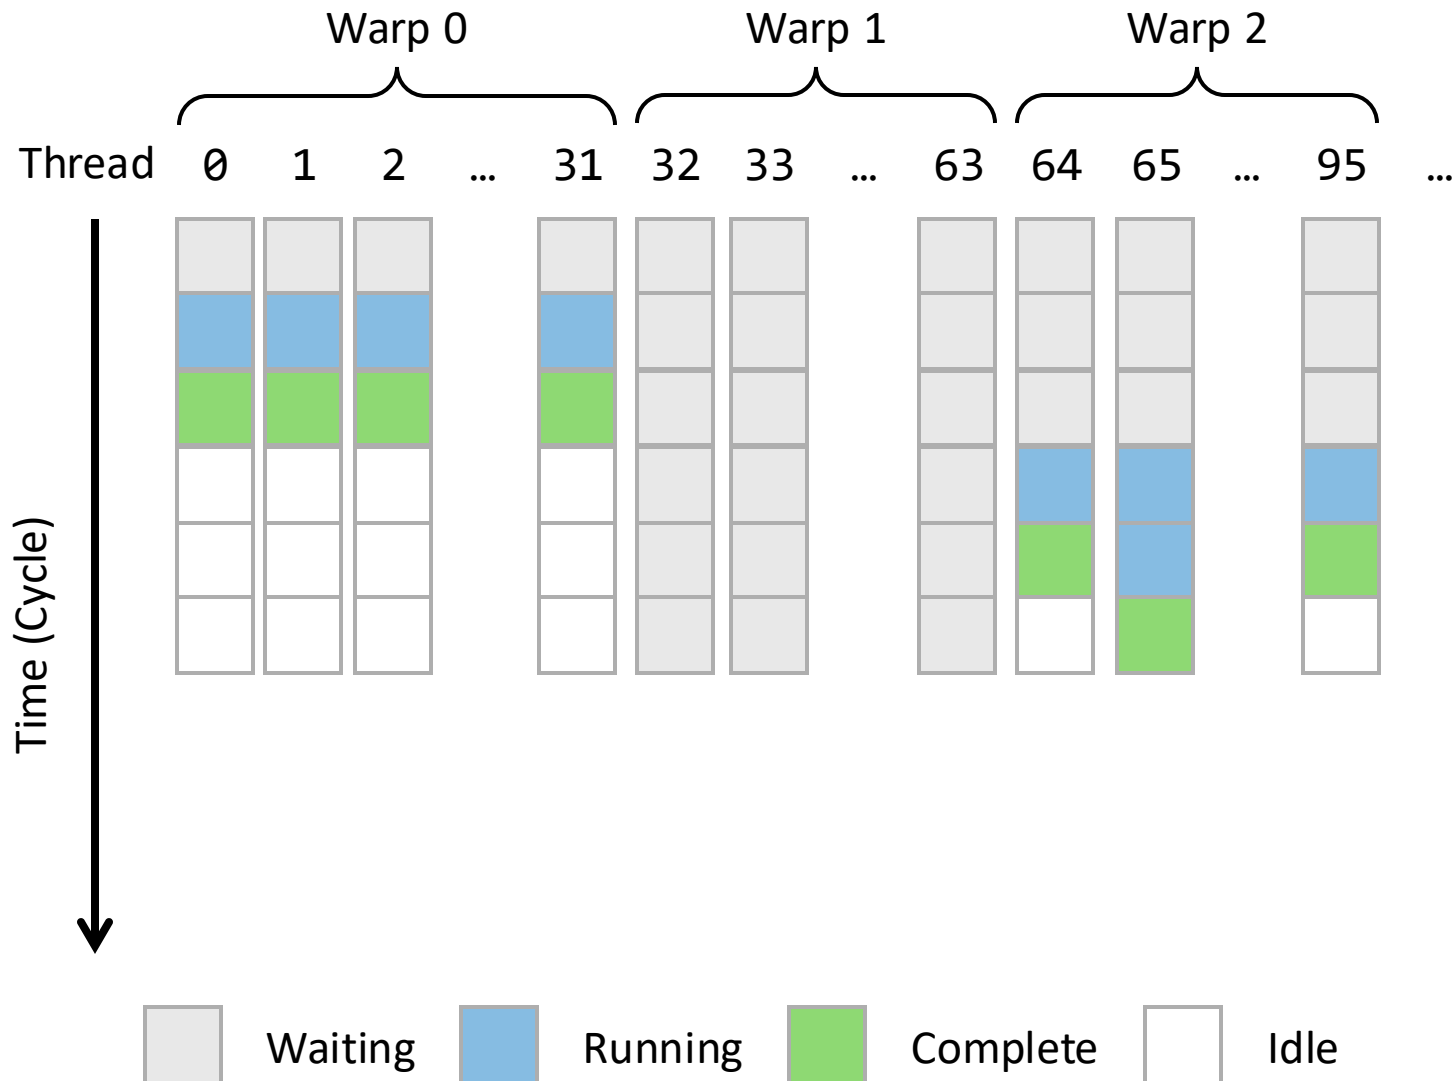 Warp 0 Warp 1 Warp 2
Thread 0 1 2 … 31 32 33 … 63 64 65 … 95 …
Time (Cycle)
Waiting Running Complete Idle